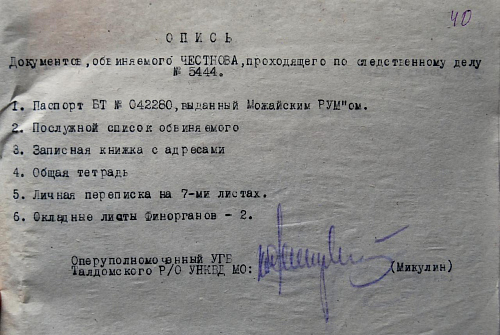 40
ОПИСЬ
Документов,обвиняемого ЧЕСТНОВА,проходящего по следственному делу
№ 5444.
1. Паспорт БТ № 042280,выданный Можайским РУМ"ом.
2. Послужной список обвиняемого
3. Записная книжка с адресами
4. Общая тетрадь
5. Личная переписка на 7-ми листах.
6. Окладные листы Финорганов - 2.
Оперуполномоченный УГБ
Талдомского Р/О УНКВД МО:
(Микулин)